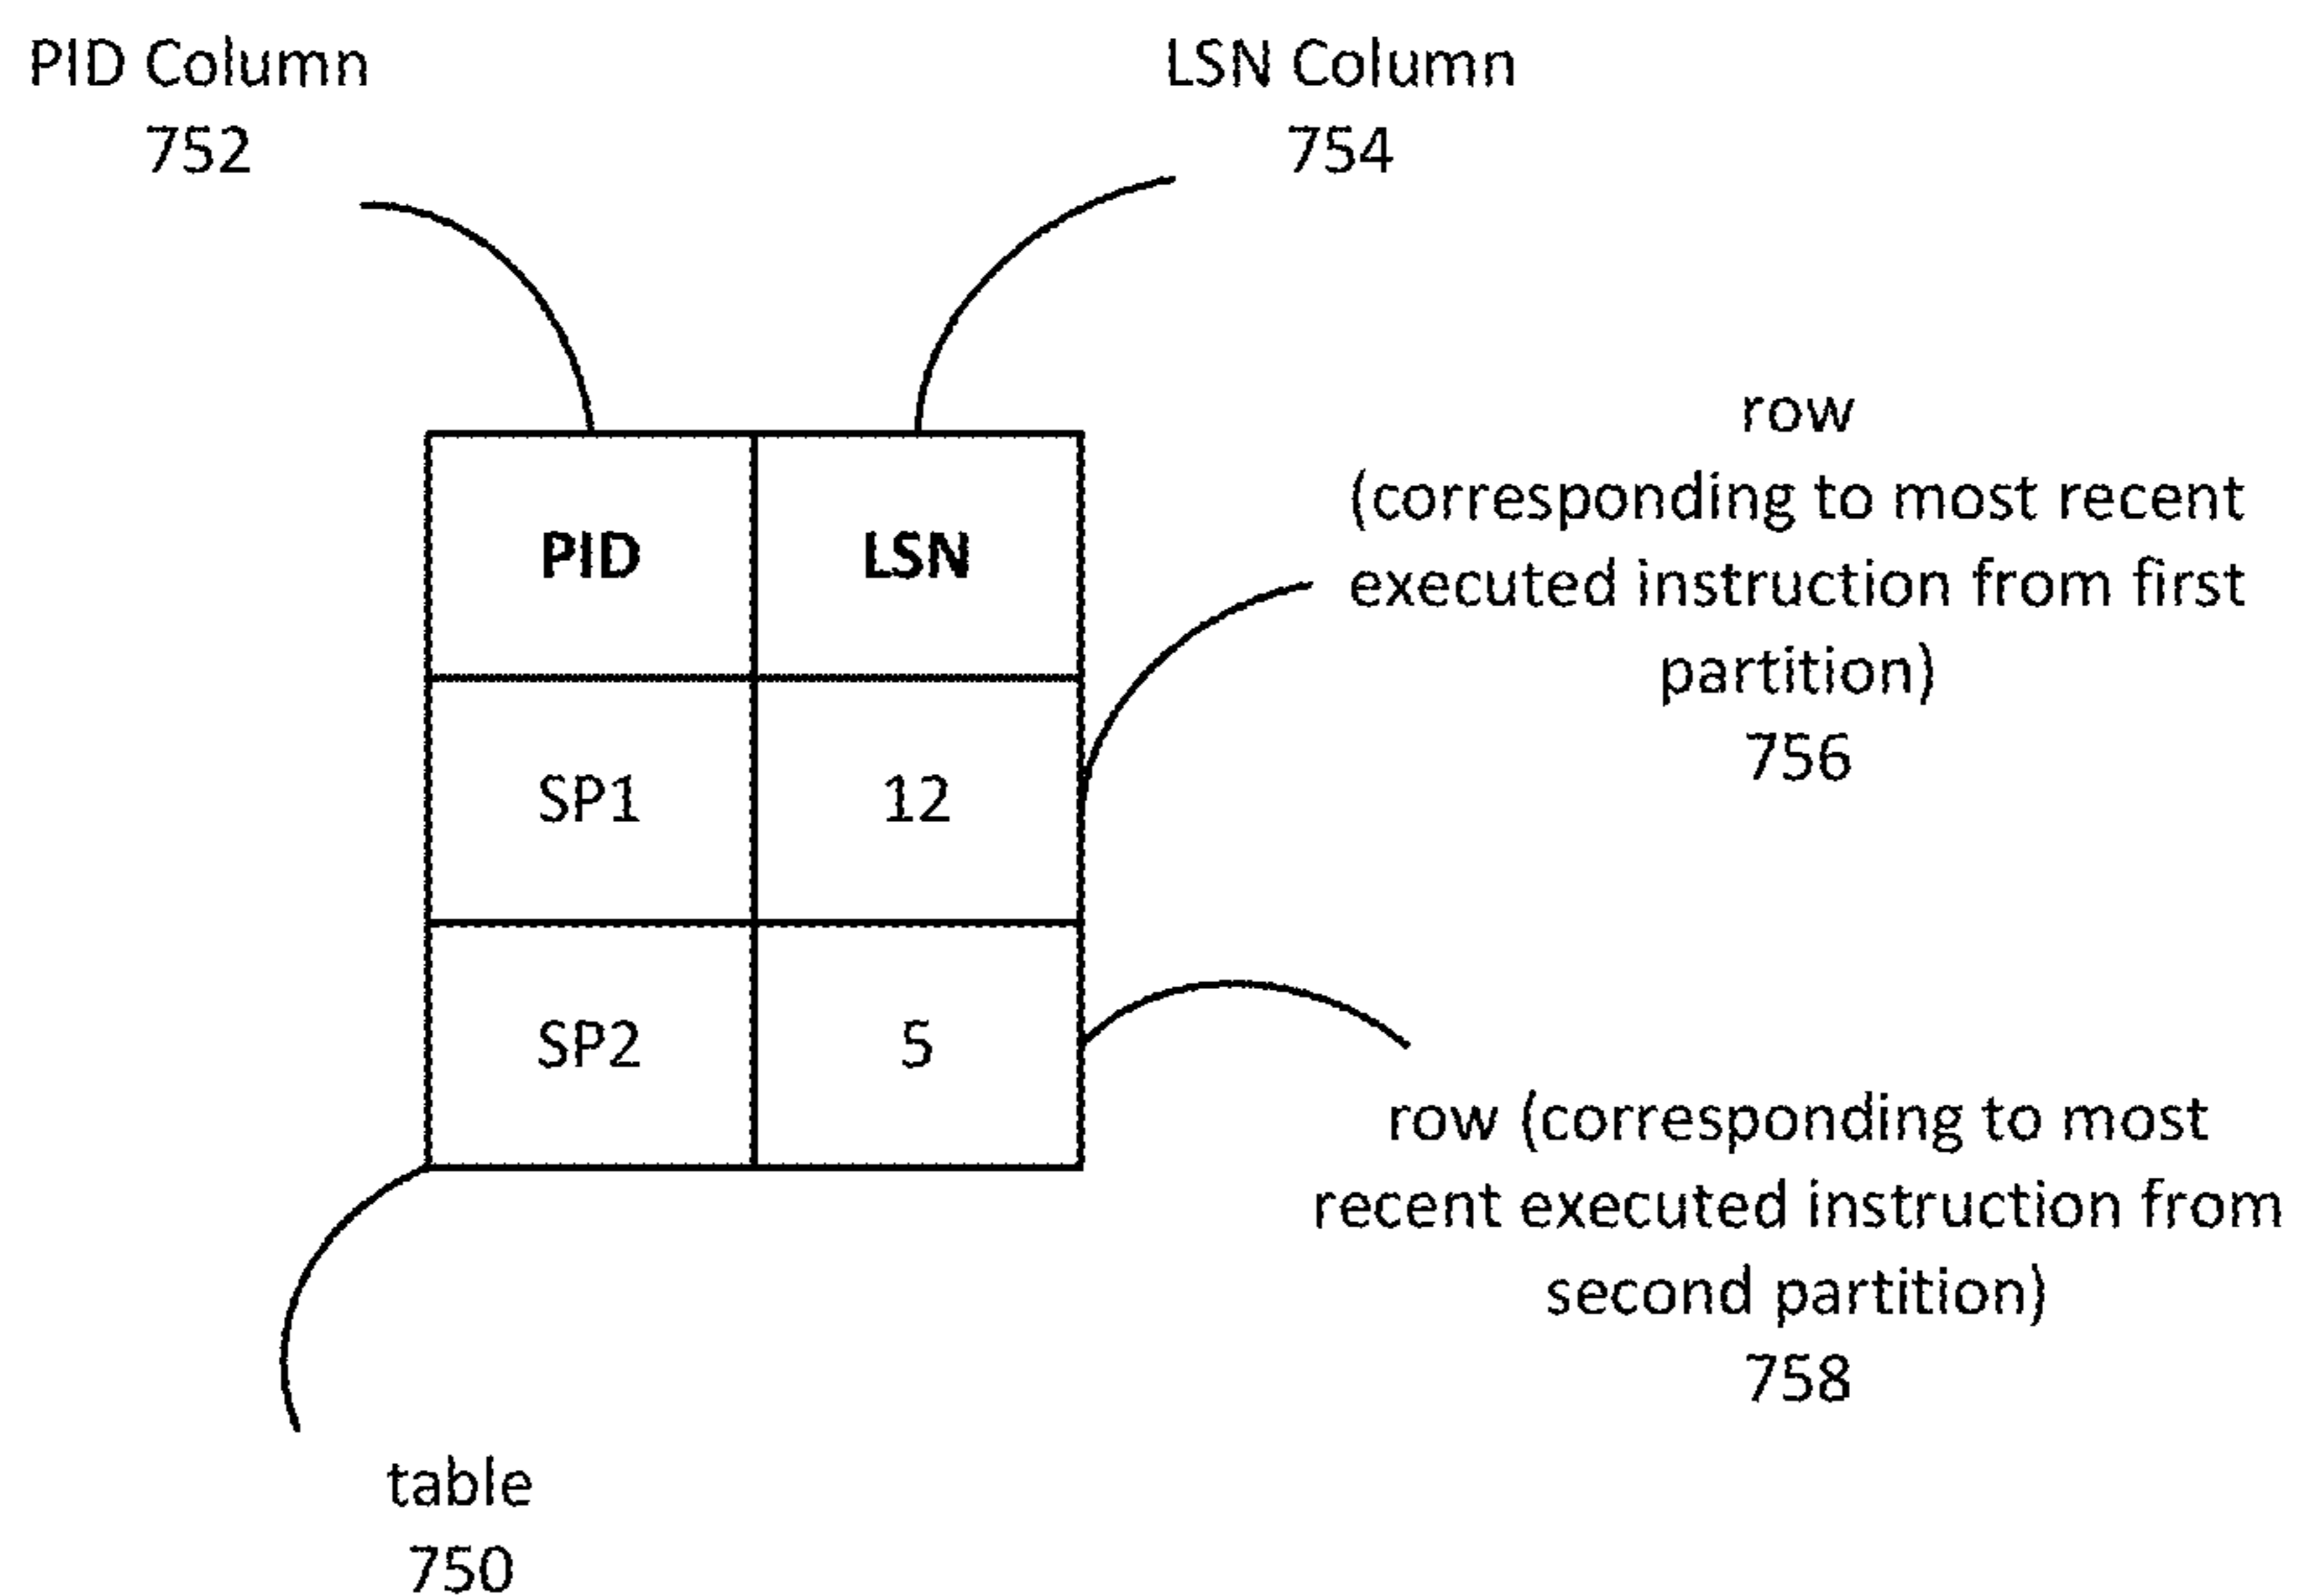 PID Column
752
LSN Column
754
row
(corresponding to most recent
executed instruction from first
partition)
756
PID LSN
SP1 12
SP2 5
row (corresponding to most
recent executed instruction from
second partition)
758
table
750